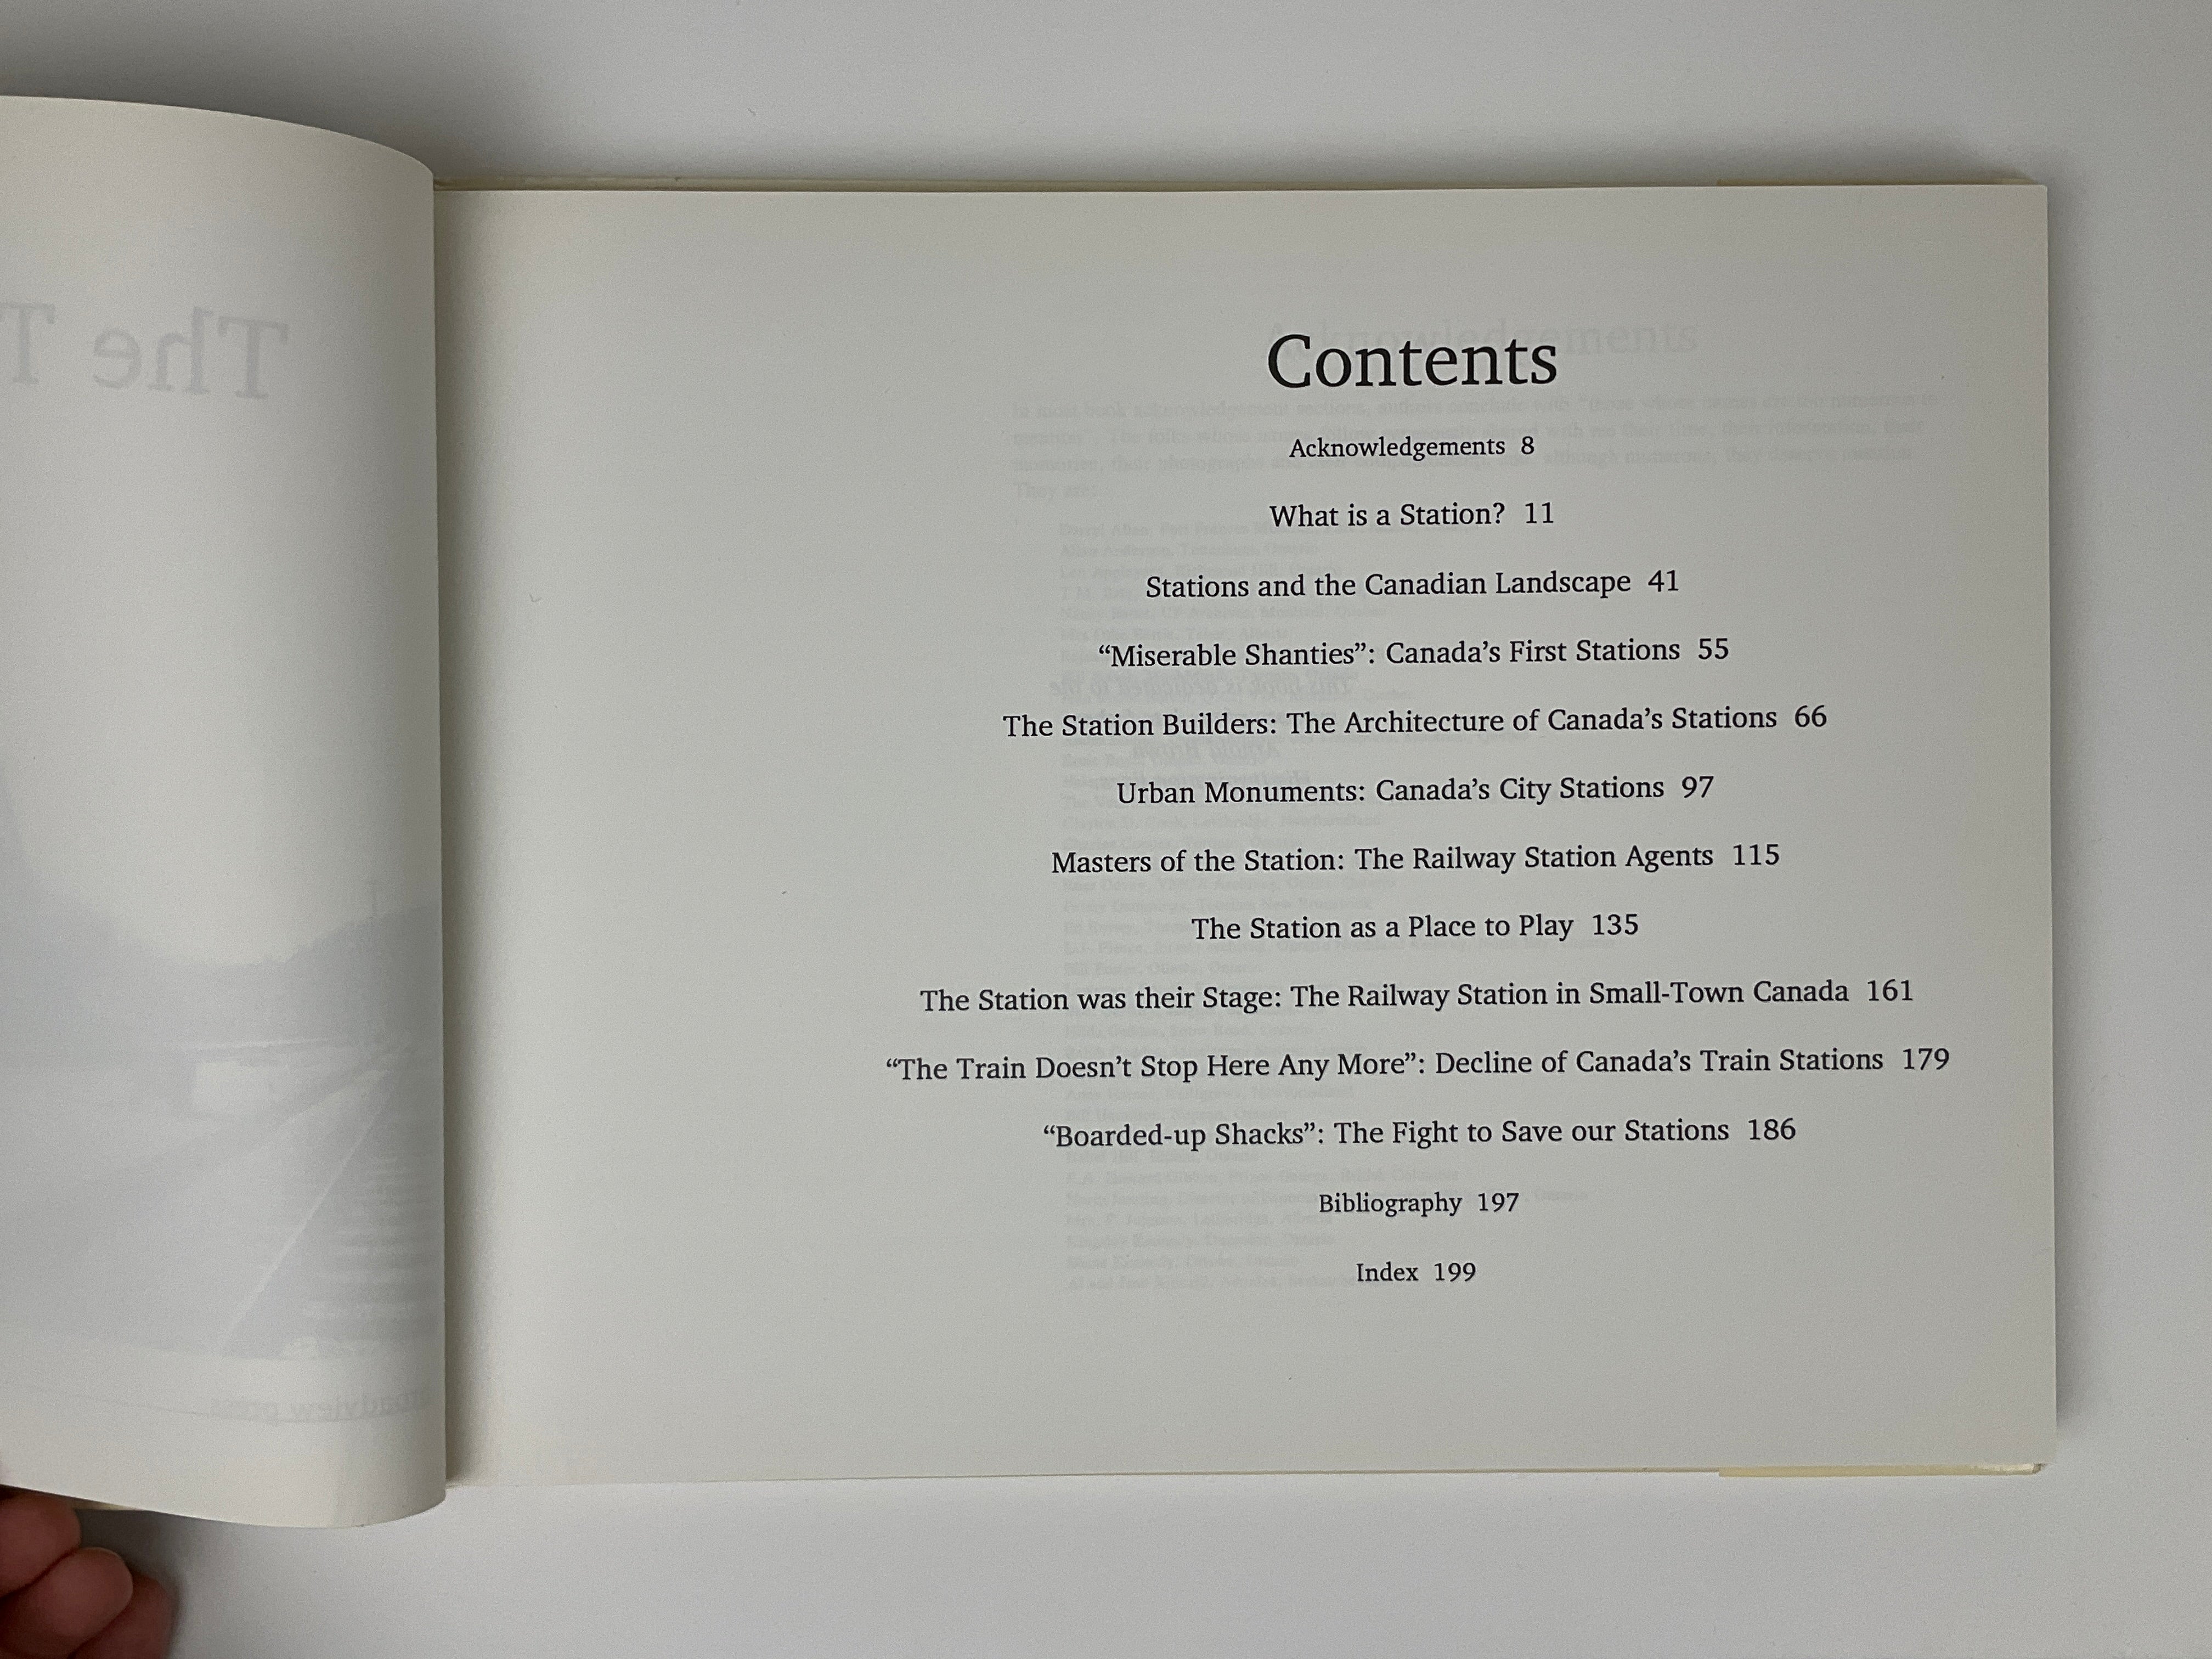 The T
Contents
Acknowledgements 8
What is a Station? 11
Stations and the Canadian Landscape 41
“Miserable Shanties”: Canada’s First Stations 55
The Station Builders: The Architecture of Canada’s Stations 66
Urban Monuments: Canada’s City Stations 97
Masters of the Station: The Railway Station Agents 115
The Station as a Place to Play 135
The Station was their Stage: The Railway Station in Small-Town Canada 161
“The Train Doesn’t Stop Here Any More”: Decline of Canada’s Train Stations 179
“Boarded-up Shacks”: The Fight to Save our Stations 186
Bibliography 197
Index 199